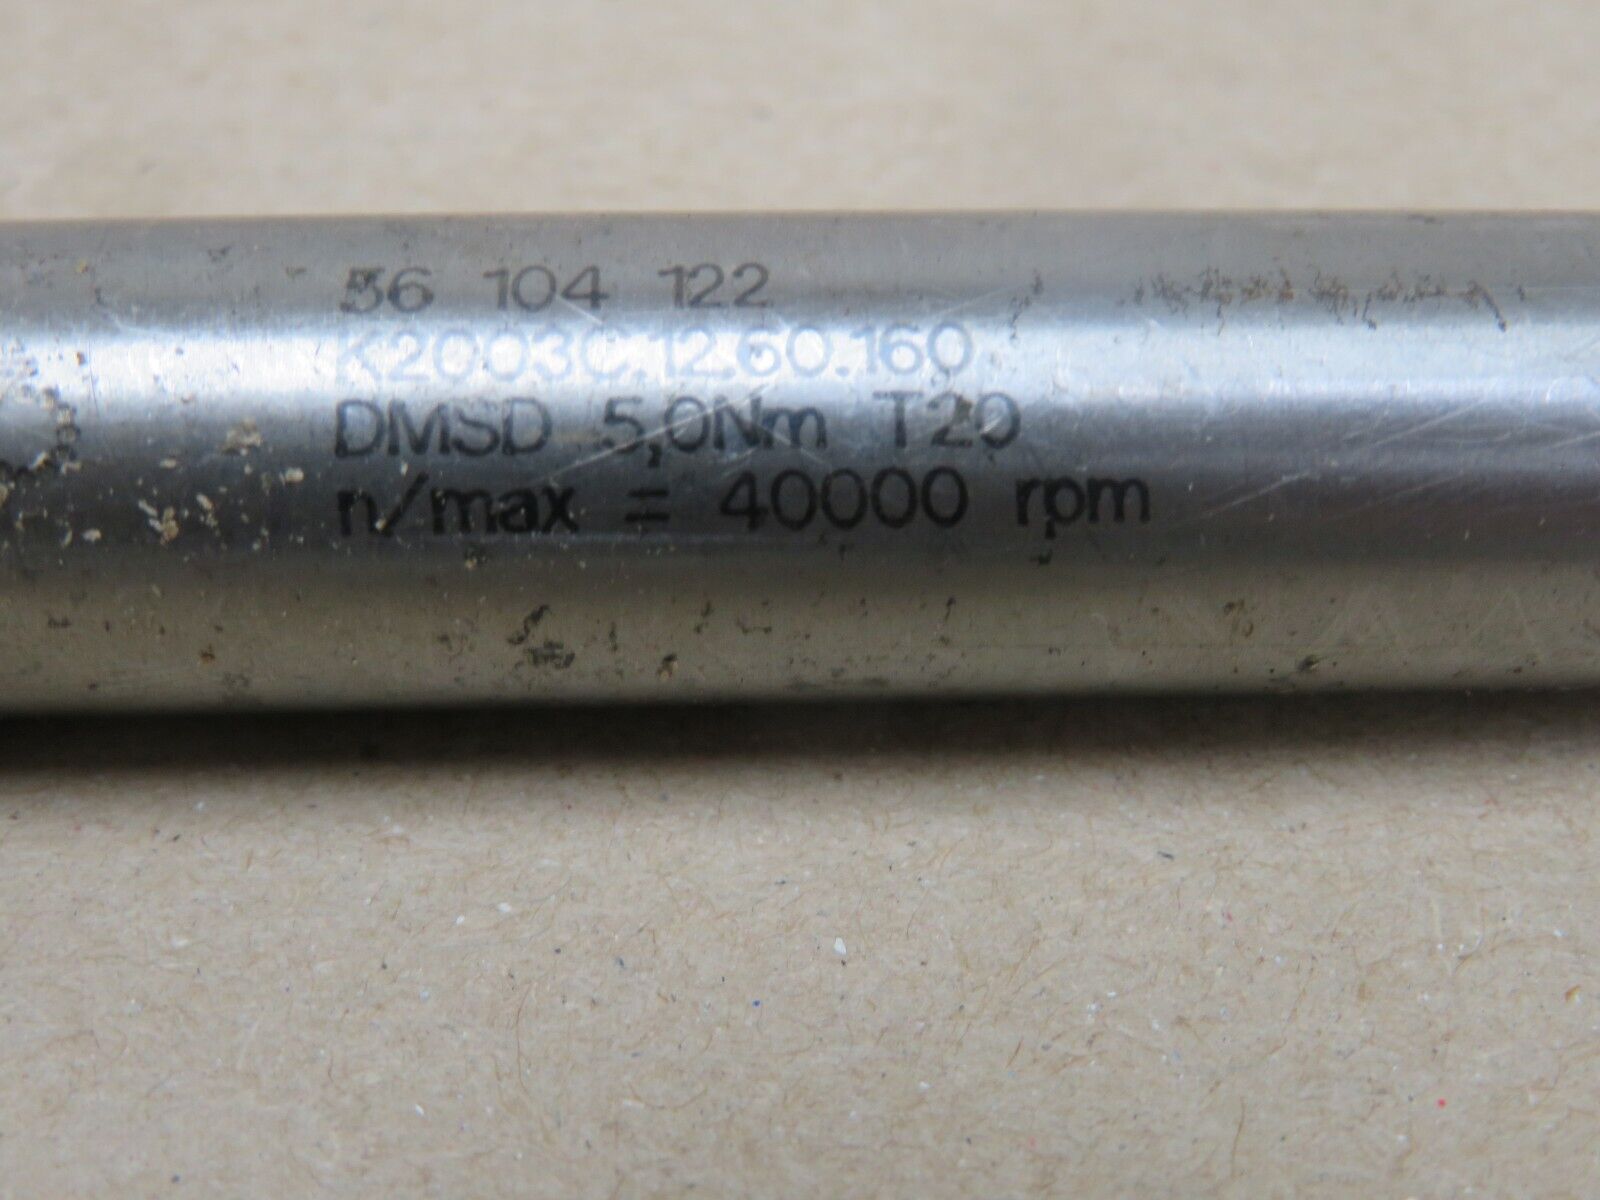 56 104 122
K2003C.12.60.160
DMSD 5,0Nm T20
n/max = 40000 rpm